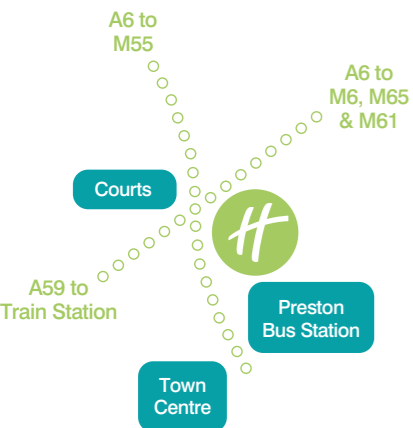 A6 to
M55
A6 to
M6, M65
& M61
Courts
H
A59 to
Train Station
Preston
Bus Station
Town
Centre